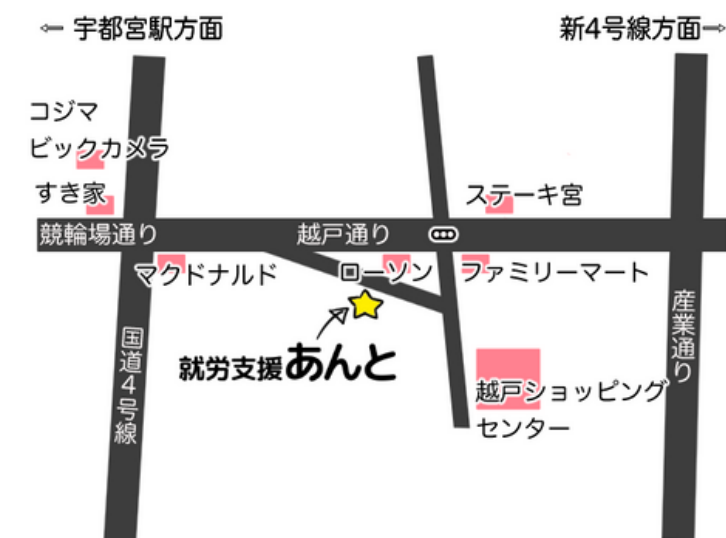 ← 宇都宮駅方面
新4号線方面→
コジマ
ビックカメラ
すき家
ステーキ宮
競輪場通り
越戸通り
マクドナルド
ローソン
ファミリーマート
国道4号線
産業通り
就労支援あんと
越戸ショッピング
センター